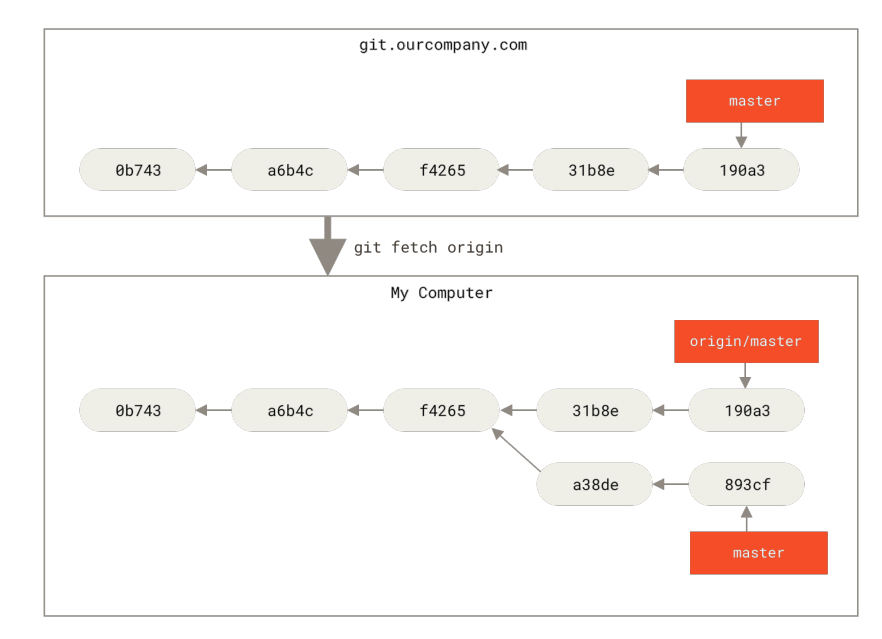 git.ourcompany.com
master
0b743 a6b4c f4265 31b8e 190a3
git fetch origin
My Computer
origin/master
0b743 a6b4c f4265 31b8e 190a3
a38de 893cf
master